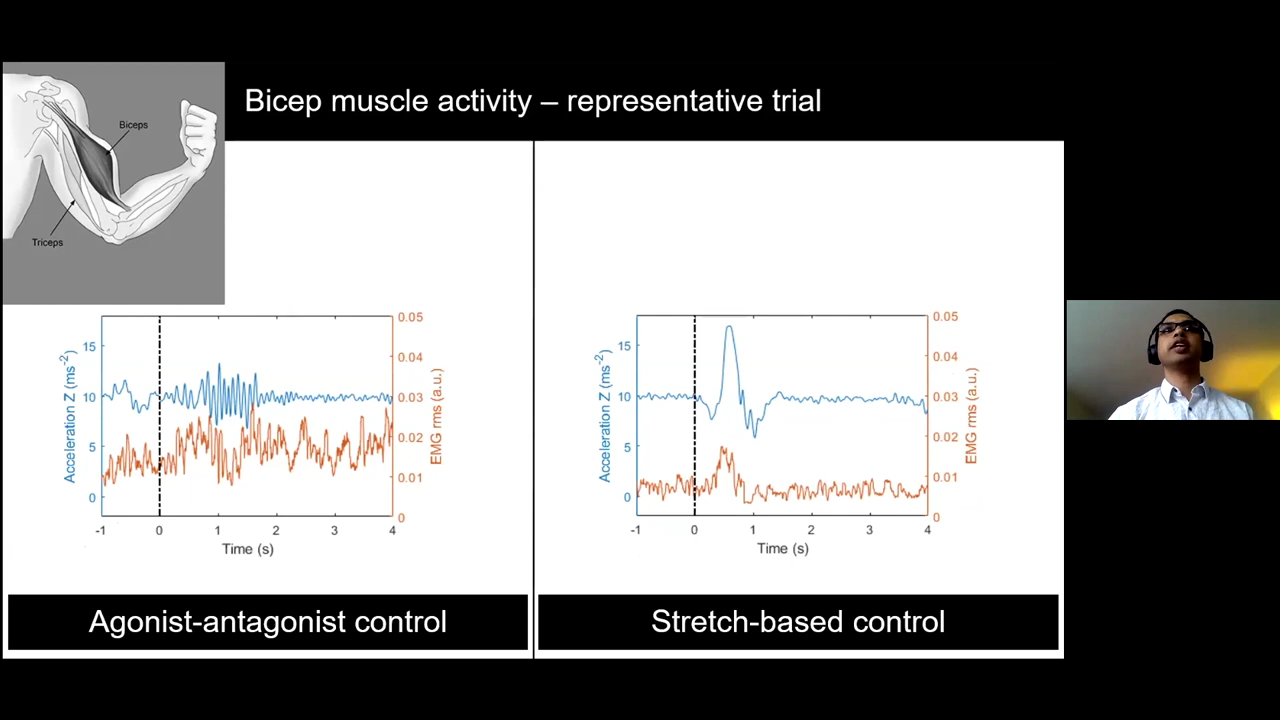 Bicep muscle activity – representative trial
Biceps
Triceps
Acceleration Z (ms⁻²)
15
10
5
0
0.05
0.04
0.03
0.02
0.01
0
EMG rms (a.u.)
-1 0 1 2 3 4
Time (s)
Agonist-antagonist control
Acceleration Z (ms⁻²)
15
10
5
0
0.05
0.04
0.03
0.02
0.01
0
EMG rms (a.u.)
-1 0 1 2 3 4
Time (s)
Stretch-based control